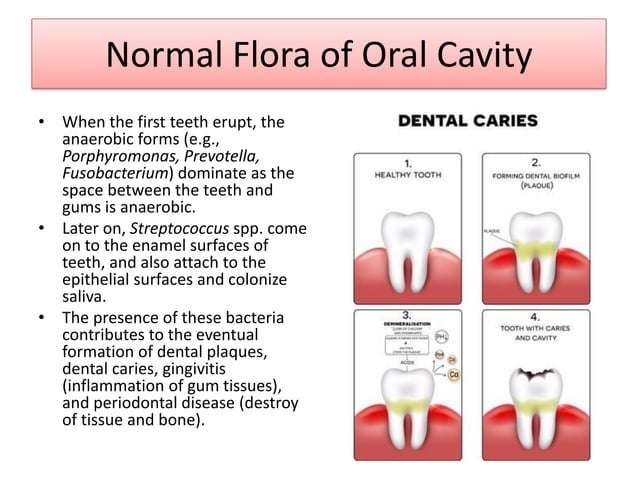 Normal Flora of Oral Cavity
• When the first teeth erupt, the
anaerobic forms (e.g.,
Porphyromonas, Prevotella,
Fusobacterium) dominate as the
space between the teeth and
gums is anaerobic.
• Later on, Streptococcus spp. come
on to the enamel surfaces of
teeth, and also attach to the
epithelial surfaces and colonize
saliva.
• The presence of these bacteria
contributes to the eventual
formation of dental plaques,
dental caries, gingivitis
(inflammation of gum tissues),
and periodontal disease (destroy
of tissue and bone).
DENTAL CARIES
1.
HEALTHY TOOTH
2.
FORMING DENTAL BIOFILM
(PLAQUE)
PLAQUE
3.
DEMINERALISATION
ACIDS
PH
Ca
4.
TOOTH WITH CARIES
AND CAVITY